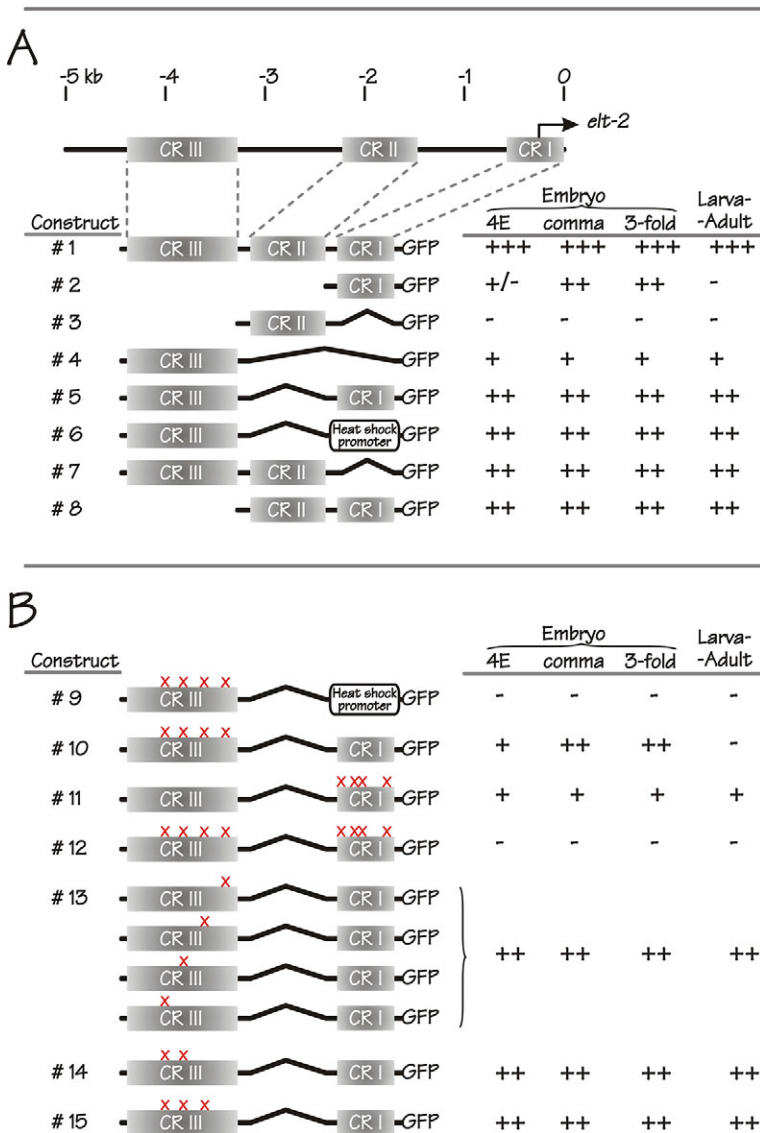 A
-5 kb -4 -3 -2 -1 0
elt-2
CR III CR II CR I
Embryo Larva-
Construct 4E comma 3-fold -Adult
# 1 CR III CR II CR I GFP +++ +++ +++ +++
# 2 CR I GFP +/- ++ ++ -
# 3 CR II GFP - - - -
# 4 CR III GFP + + + +
# 5 CR III CR I GFP ++ ++ ++ ++
# 6 CR III Heat shock promoter GFP ++ ++ ++ ++
# 7 CR III CR II GFP ++ ++ ++ ++
# 8 CR II CR I GFP ++ ++ ++ ++
B
Embryo Larva-
Construct 4E comma 3-fold -Adult
x x x x
# 9 CR III Heat shock promoter GFP - - - -
x x x x
# 10 CR III CR I GFP + ++ ++ -
x xx x
# 11 CR III CR I GFP + + + +
x x x x x xx x
# 12 CR III CR I GFP - - - -
x
# 13 CR III CR I GFP
x
CR III CR I GFP
++ ++ ++ ++
x
CR III CR I GFP
x
CR III CR I GFP
x x
# 14 CR III CR I GFP ++ ++ ++ ++
x x x
# 15 CR III CR I GFP ++ ++ ++ ++